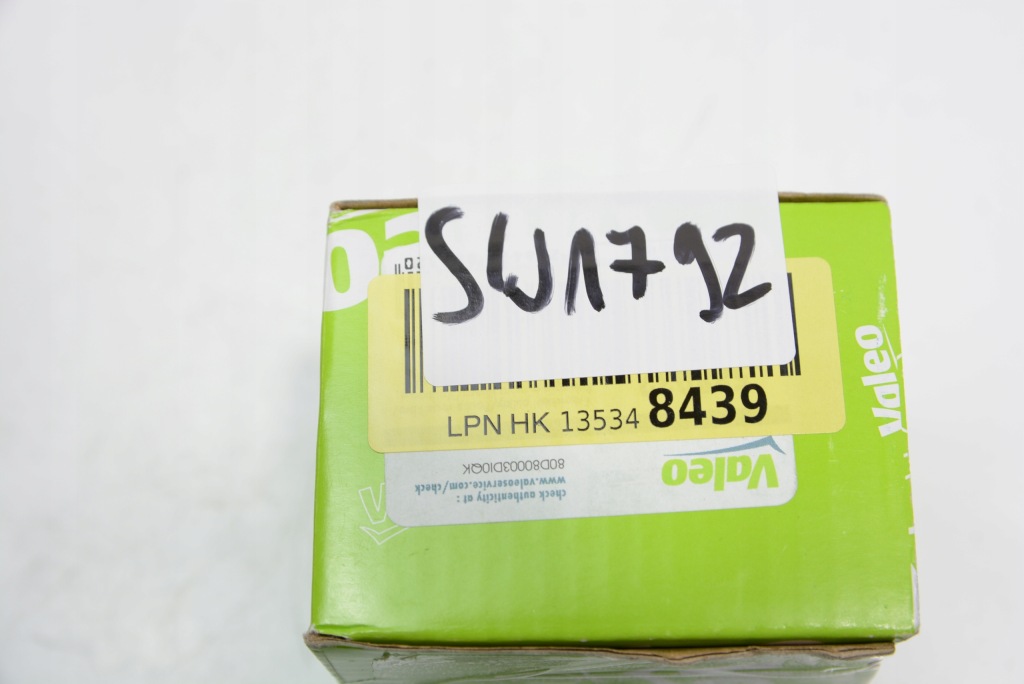 SW1792
LPN HK 13534 8439
Valeo
Valeo
check authenticity at :
www.valeoservice.com/check
80D80003DI0QK